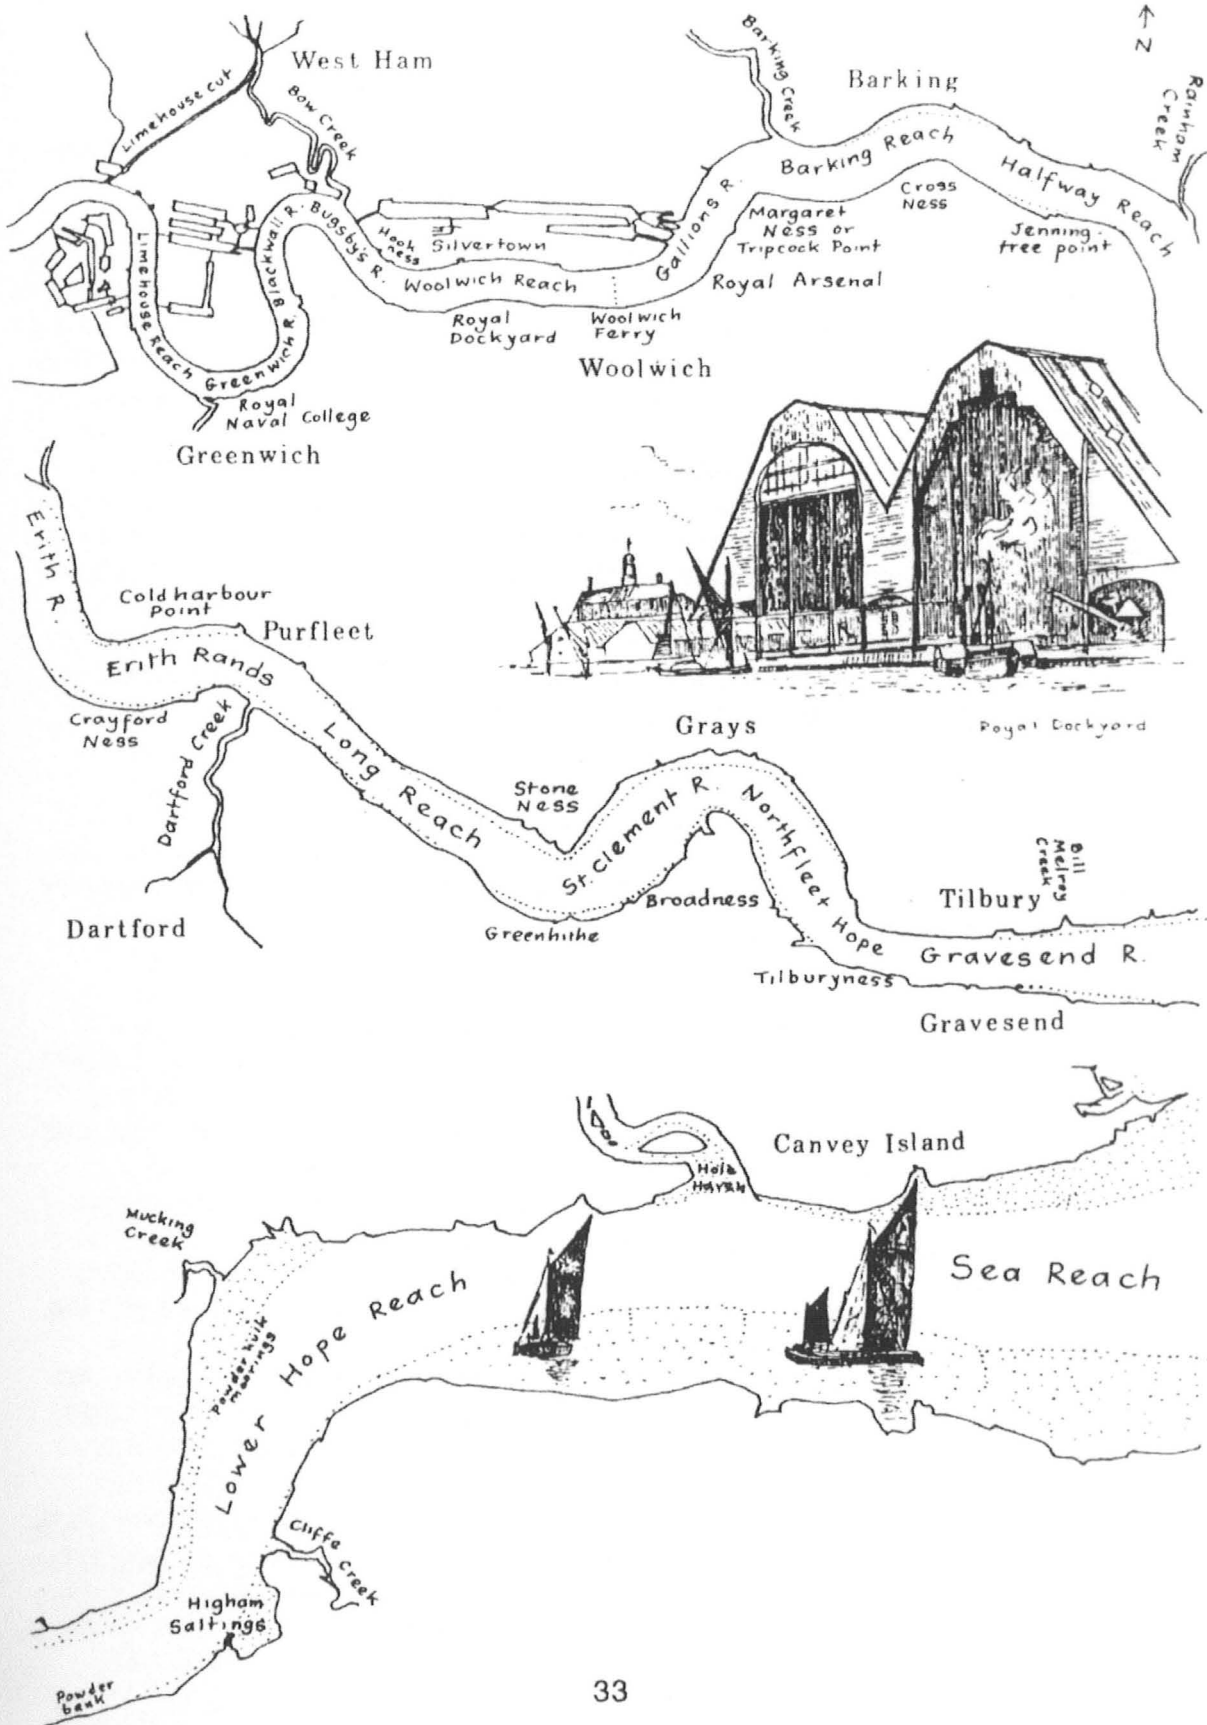 N
West Ham
Limehouse cut
Bow Creek
Barking Creek
Barking
Rainham
Creek
Limehouse Reach
Greenwich R.
Blackwall R.
Bugsbys R.
Hook
ness
Silvertown
Woolwich Reach
Gallions R.
Barking Reach
Halfway Reach
Cross
Ness
Margaret
Ness or
Tripcock Point
Jenning
tree point
Royal Arsenal
Royal
Dockyard
Woolwich
Ferry
Woolwich
Royal
Naval College
Greenwich
Erith R.
Coldharbour
Point
Purfleet
Erith Rands
Crayford
Ness
Dartford Creek
Dartford
Long Reach
Royal Dockyard
Grays
Stone
Ness
St. Clement R.
Northfleet Hope
Broadness
Greenhithe
Tilburyness
Tilbury
Bill
Melroy
Creek
Gravesend R.
Gravesend
Canvey Island
Hole
Haven
Mucking
Creek
Sea Reach
Lower Hope Reach
Powder hulk
moorings
Cliffe Creek
Higham
Saltings
Powder
bank
33